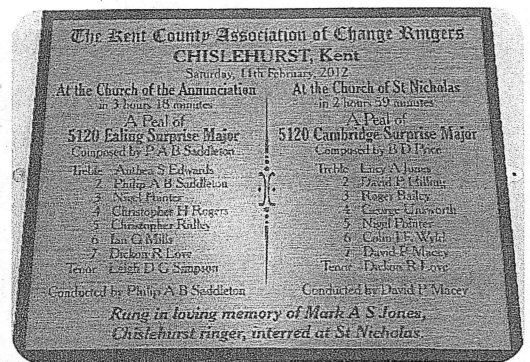 The Kent County Association of Change Ringers
CHISLEHURST, Kent
Saturday, 11th February, 2012
At the Church of the Annunciation
in 3 hours 18 minutes
A Peal of
5120 Ealing Surprise Major
Composed by P A B Saddleton
Treble Anthea S Edwards
2 Philip A B Saddleton
3 Nigel
4 Christopher H Rogers
5 Christopher
6 Ian G Mills
7 Dickon R Love
Tenor Leigh D G Simpson
Conducted by Philip A B Saddleton
At the Church of St Nicholas
in 2 hours 59 minutes
A Peal of
5120 Cambridge Surprise Major
Composed by B D Price
Treble Lucy A Jones
2 David P Hilling
3 Roger Bailey
4 George Unsworth
5 Nigel Pointer
6 Colin J E Wyld
7 David P Macey
Tenor Dickon R Love
Conducted by David P Macey
Rung in loving memory of Mark A S Jones,
Chislehurst ringer, interred at St Nicholas.